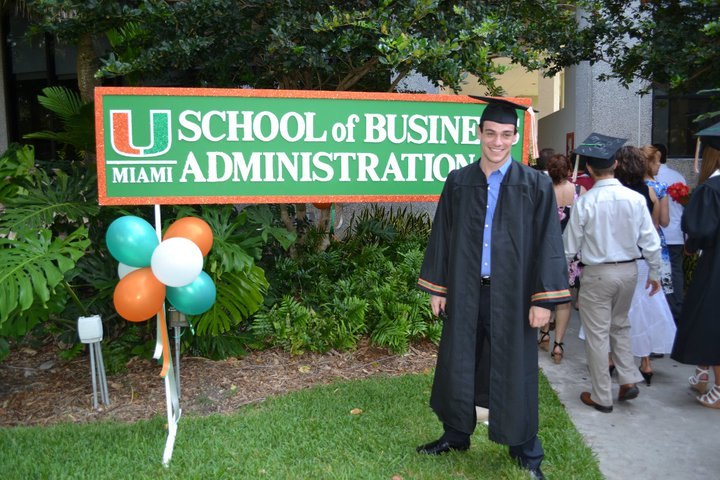 U SCHOOL of BUSINE
MIAMI ADMINISTRATION